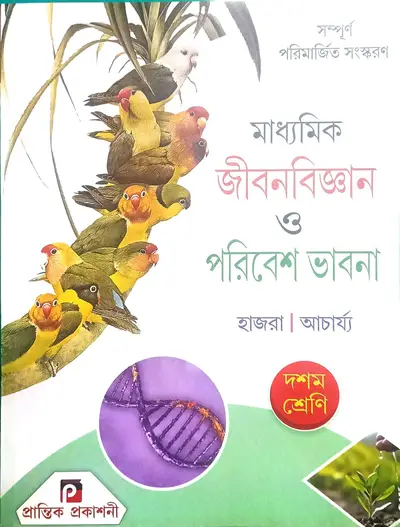 সম্পূর্ণ
পরিমার্জিত সংস্করণ
মাধ্যমিক
জীবনবিজ্ঞান
ও
পরিবেশ ভাবনা
হাজরা | আচার্য্য
দশম
শ্রেণি
P
প্রান্তিক প্রকাশনী